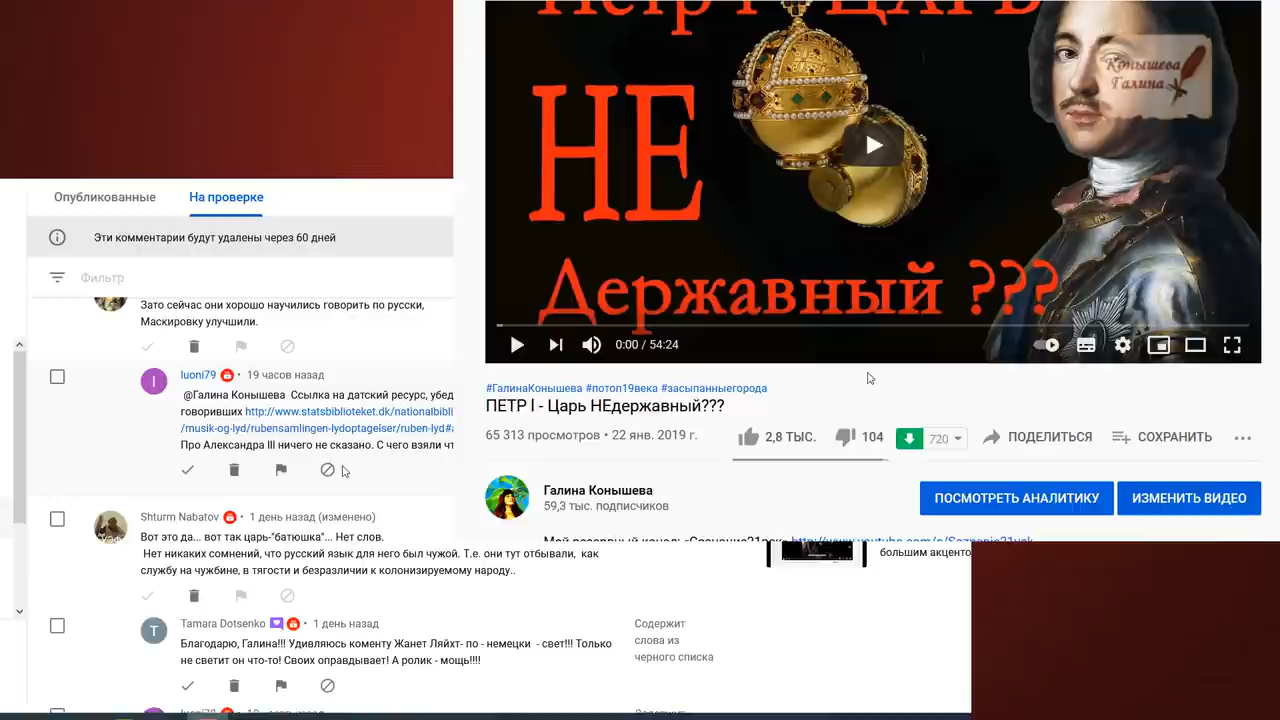 Петр I - ЦАРЬ
НЕ
Державный ???
Конышева
Галина
0:00 / 54:24
#ГалинаКонышева #потоп19века #засыпанныегорода
ПЕТР I - Царь НЕдержавный???
65 313 просмотров • 22 янв. 2019 г.
2,8 ТЫС.
104
720
ПОДЕЛИТЬСЯ
СОХРАНИТЬ
Галина Конышева
59,3 тыс. подписчиков
ПОСМОТРЕТЬ АНАЛИТИКУ
ИЗМЕНИТЬ ВИДЕО
большим акценто
Опубликованные
На проверке
Эти комментарии будут удалены через 60 дней
Фильтр
Зато сейчас они хорошо научились говорить по русски,
Маскировку улучшили.
luoni79 • 19 часов назад
@Галина Конышева Ссылка на датский ресурс, убед
говоривших http://www.statsbiblioteket.dk/nationalbibli
/musik-og-lyd/rubensamlingen-lydoptagelser/ruben-lyd#
Про Александра III ничего не сказано. С чего взяли чт
Shturm Nabatov • 1 день назад (изменено)
Вот это да... вот так царь-"батюшка"... Нет слов.
Нет никаких сомнений, что русский язык для него был чужой. Т.е. они тут отбывали, как
службу на чужбине, в тягости и безразличии к колонизируемому народу..
T
Tamara Dotsenko • 1 день назад
Благодарю, Галина!!! Удивляюсь коменту Жанет Ляйхт- по - немецки - свет!!! Только
не светит он что-то! Своих оправдывает! А ролик - мощь!!!!
Содержит
слова из
черного списка